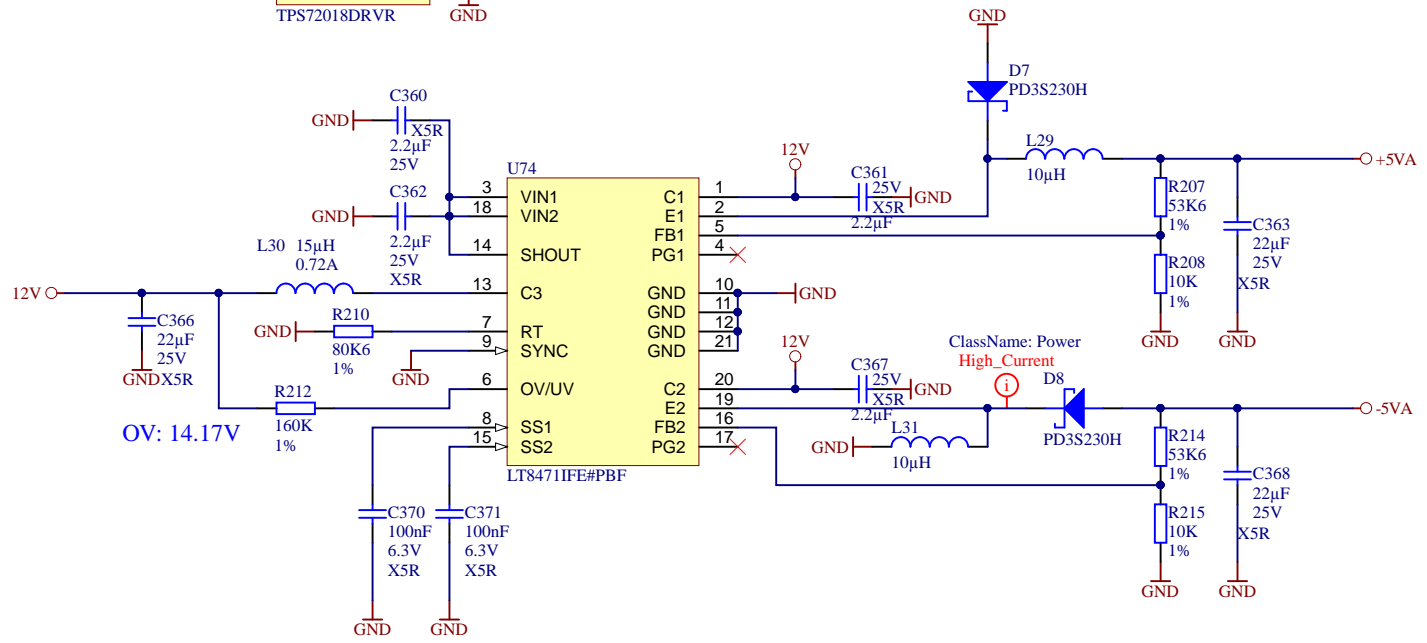 TPS72018DRVR
GND
GND
D7
PD3S230H
C360
GND
X5R
2.2µF
25V
U74
12V
L29
10µH
+5VA
C361
25V
GND
X5R
2.2µF
R207
53K6
1%
C363
22µF
25V
X5R
R208
10K
1%
GND
GND
C362
GND
2.2µF
25V
X5R
3
VIN1
18
VIN2
14
SHOUT
13
C3
7
RT
9
SYNC
6
OV/UV
8
SS1
15
SS2
C1
1
E1
2
FB1
5
PG1
4
GND
10
GND
11
GND
12
GND
21
C2
20
E2
19
FB2
16
PG2
17
LT8471IFE#PBF
GND
L30
15µH
0.72A
12V
C366
22µF
25V
GND
X5R
R210
GND
80K6
1%
GND
R212
160K
1%
OV: 14.17V
C370
100nF
6.3V
X5R
GND
C371
100nF
6.3V
X5R
GND
12V
C367
25V
GND
X5R
2.2µF
ClassName: Power
High_Current
i
D8
PD3S230H
-5VA
GND
L31
10µH
R214
53K6
1%
C368
22µF
25V
X5R
R215
10K
1%
GND
GND